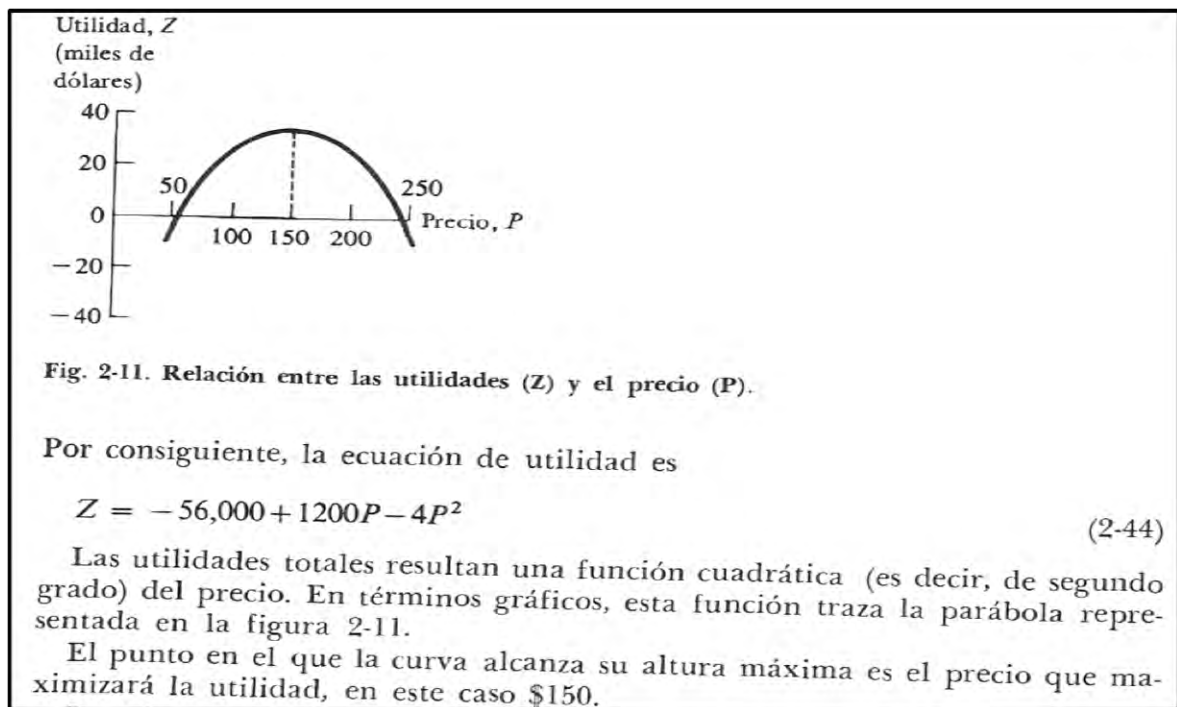 Utilidad, Z
(miles de
dólares)
40
20
0
−20
−40
50
250
100 150 200
Precio, P
Fig. 2-11. Relación entre las utilidades (Z) y el precio (P).
Por consiguiente, la ecuación de utilidad es
Z = −56,000+1200P−4P²
(2-44)
Las utilidades totales resultan una función cuadrática (es decir, de segundo
grado) del precio. En términos gráficos, esta función traza la parábola repre-
sentada en la figura 2-11.
El punto en el que la curva alcanza su altura máxima es el precio que ma-
ximizará la utilidad, en este caso $150.